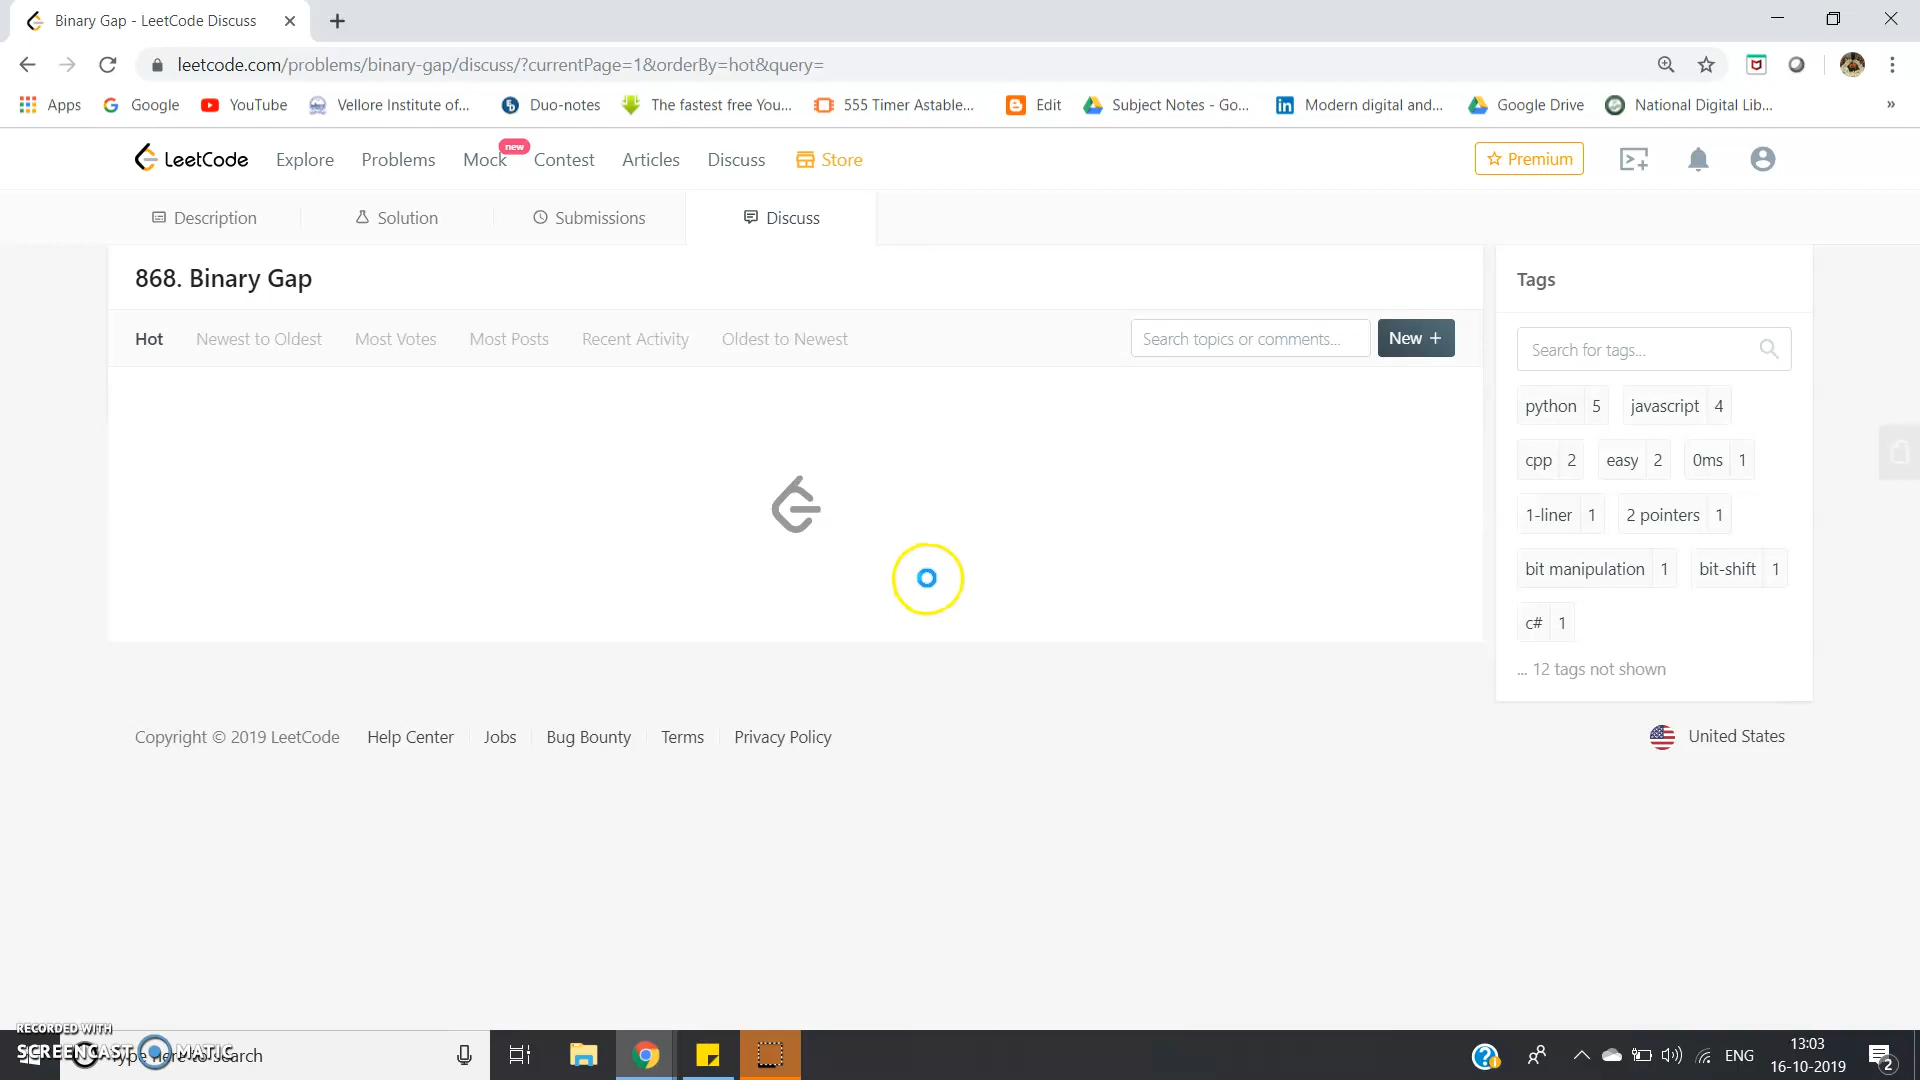 Binary Gap - LeetCode Discuss
leetcode.com/problems/binary-gap/discuss/?currentPage=1&orderBy=hot&query=
Apps Google YouTube Vellore Institute of... Duo-notes The fastest free You... 555 Timer Astable... Edit Subject Notes - Go... Modern digital and... Google Drive National Digital Lib... »
LeetCode Explore Problems Mock new Contest Articles Discuss Store Premium
Description Solution Submissions Discuss
868. Binary Gap
Hot Newest to Oldest Most Votes Most Posts Recent Activity Oldest to Newest Search topics or comments... New +
Tags
Search for tags...
python 5 javascript 4
cpp 2 easy 2 0ms 1
1-liner 1 2 pointers 1
bit manipulation 1 bit-shift 1
c# 1
... 12 tags not shown
Copyright © 2019 LeetCode Help Center Jobs Bug Bounty Terms Privacy Policy United States
RECORDED WITH
SCREENCAST MATIC
Type here to search
ENG
13:03
16-10-2019
2